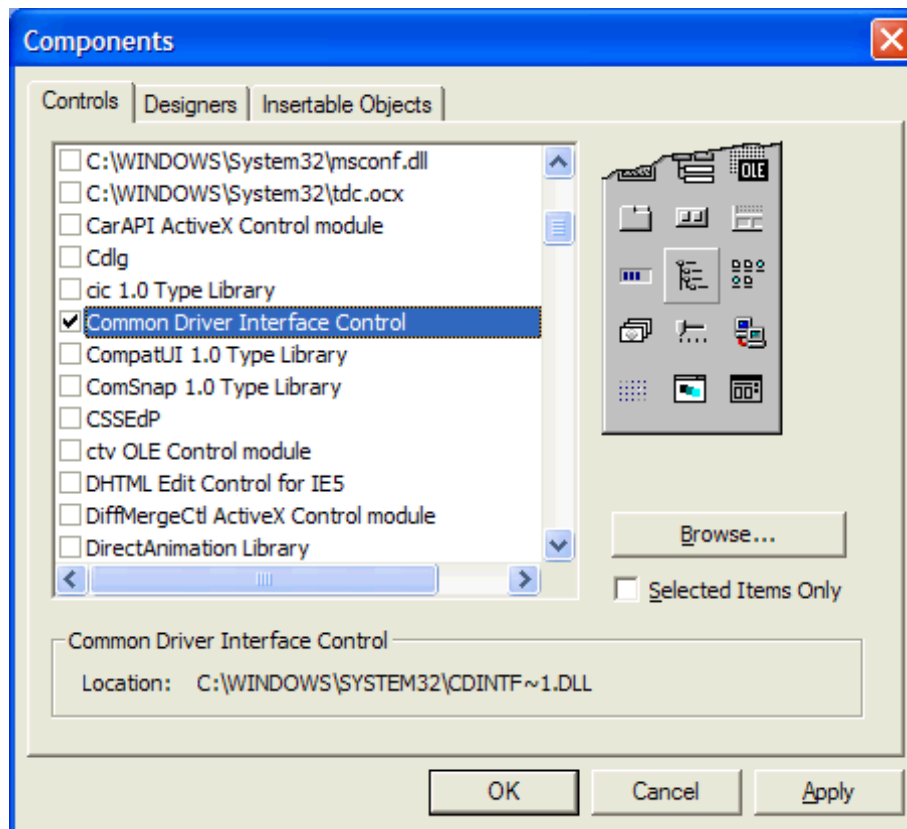 Components
Controls Designers Insertable Objects
C:\WINDOWS\System32\msconf.dll
C:\WINDOWS\System32\tdc.ocx
CarAPI ActiveX Control module
Cdlg
cic 1.0 Type Library
Common Driver Interface Control
CompatUI 1.0 Type Library
ComSnap 1.0 Type Library
CSSEdP
ctv OLE Control module
DHTML Edit Control for IE5
DiffMergeCtl ActiveX Control module
DirectAnimation Library
OLE
Browse...
Selected Items Only
Common Driver Interface Control
Location: C:\WINDOWS\SYSTEM32\CDINTF~1.DLL
OK Cancel Apply